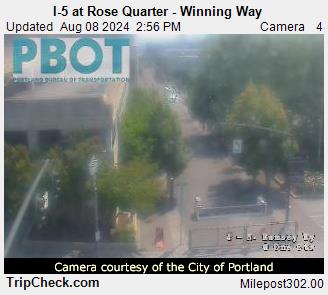 I-5 at Rose Quarter - Winning Way
Updated Aug 08 2024 2:56 PM Camera 4
PBOT
PORTLAND BUREAU OF TRANSPORTATION
Camera courtesy of the City of Portland
TripCheck.com Milepost302.00